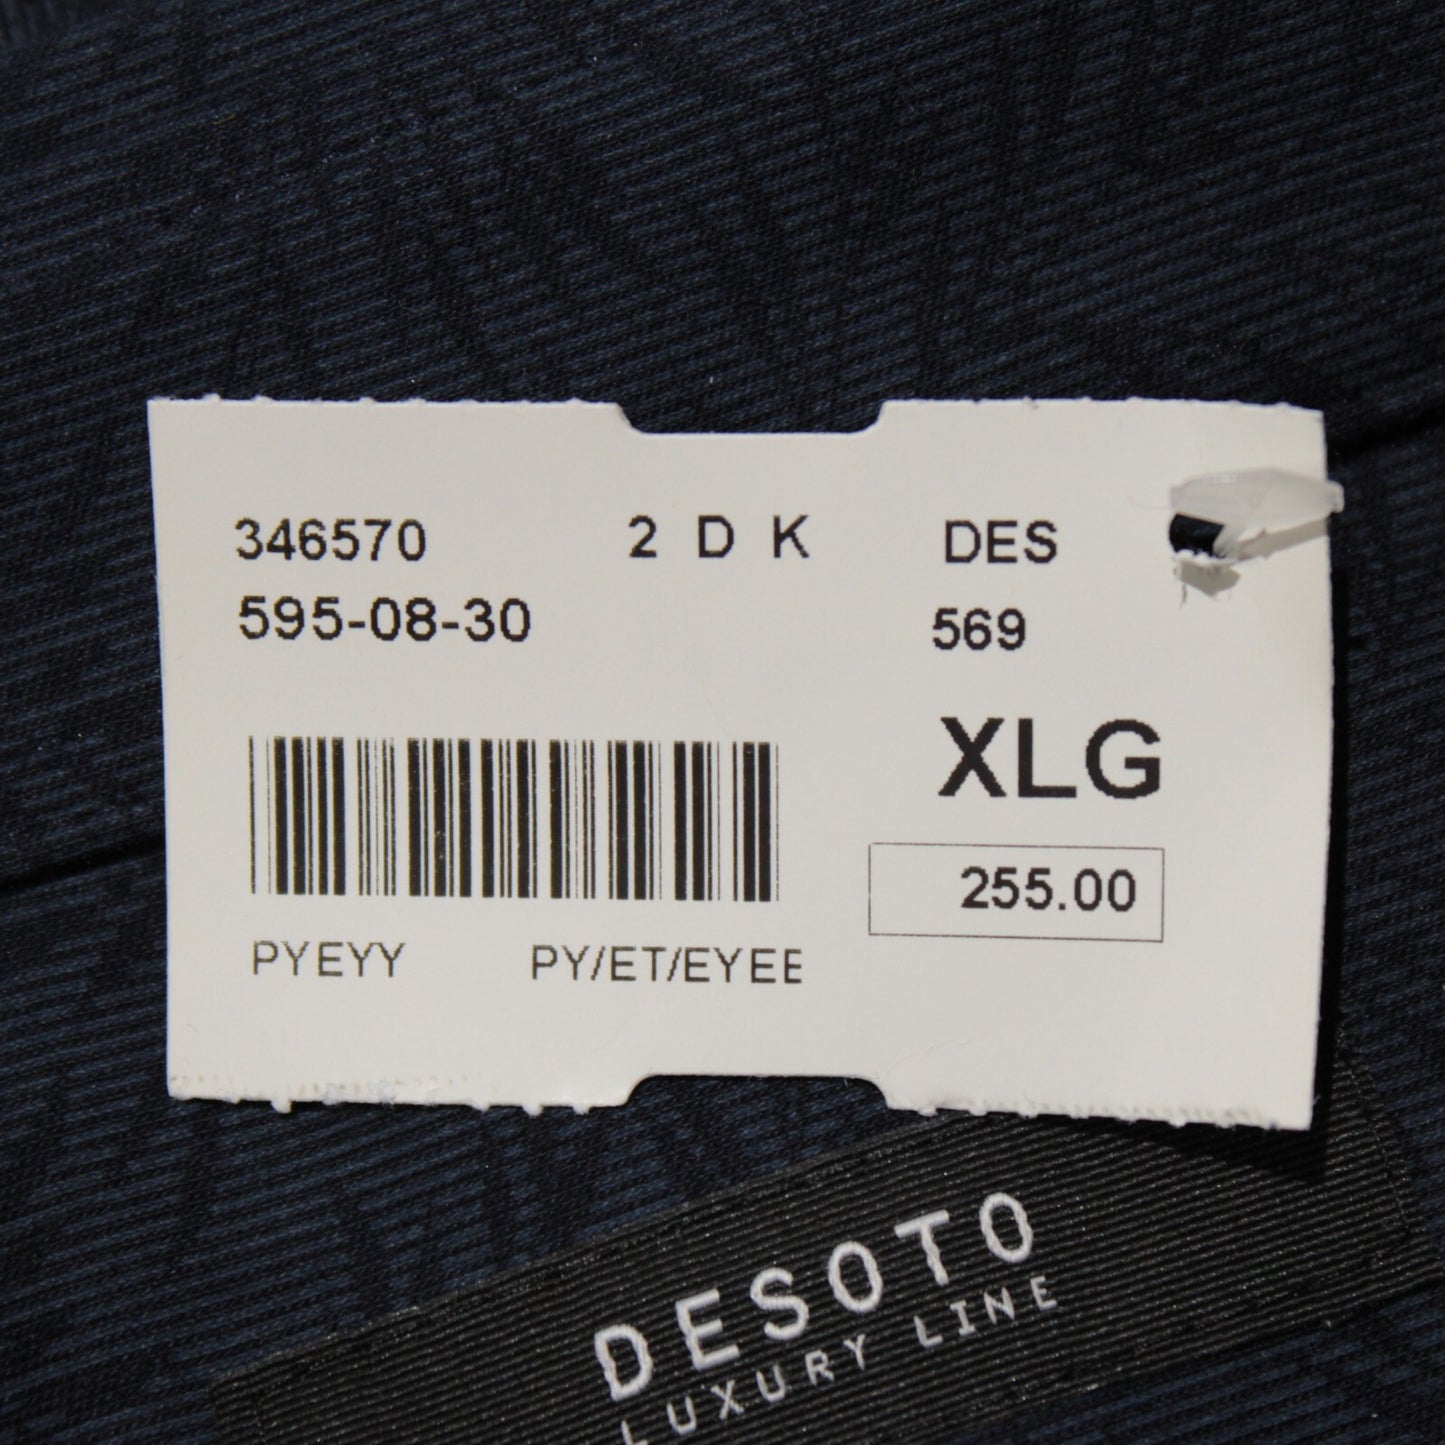 346570 2 D K DES
595-08-30 569
XLG
255.00
PYEYY PY/ET/EYEE
DESOTO
LUXURY LINE